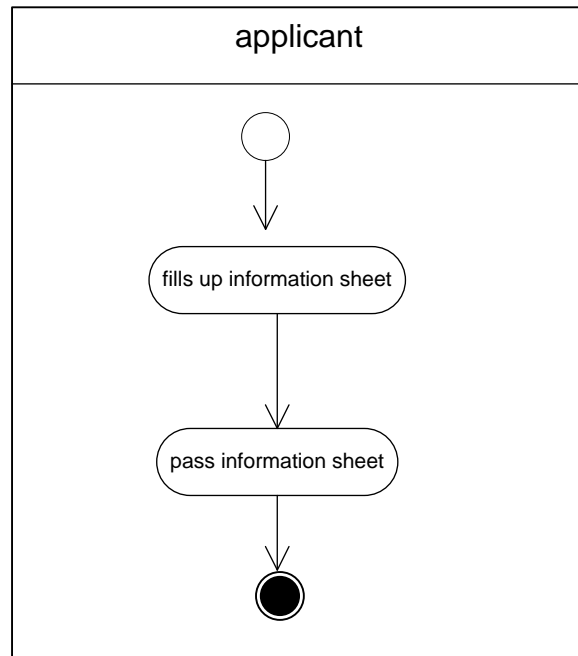 applicant
fills up information sheet
pass information sheet